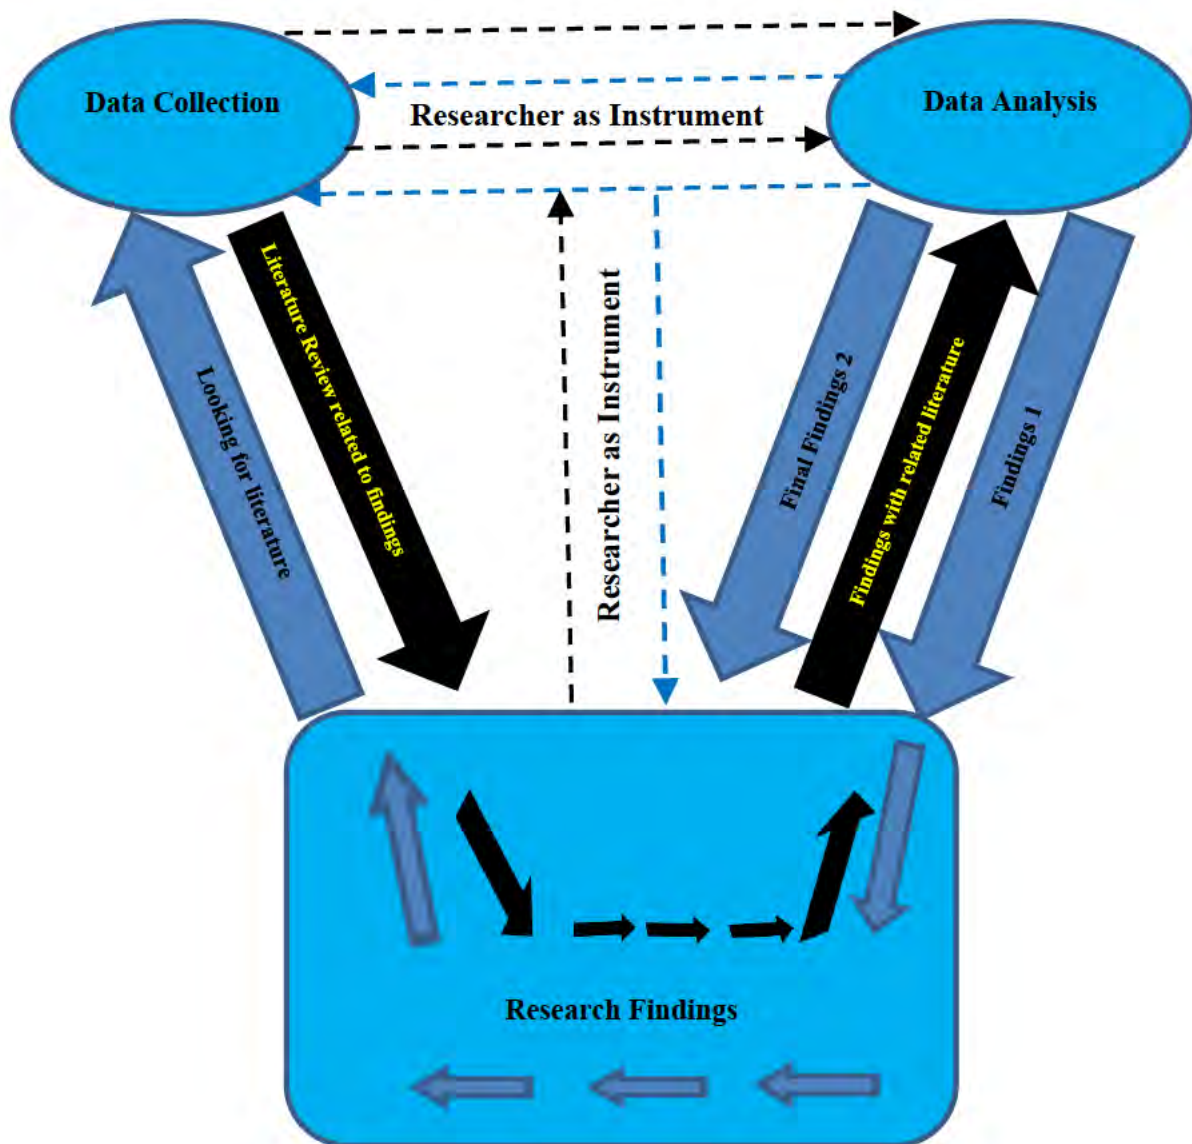 Data Collection
Data Analysis
Researcher as Instrument
Looking for literature
Literature Review related to findings
Researcher as Instrument
Final Findings 2
Findings with related literature
Findings 1
Research Findings